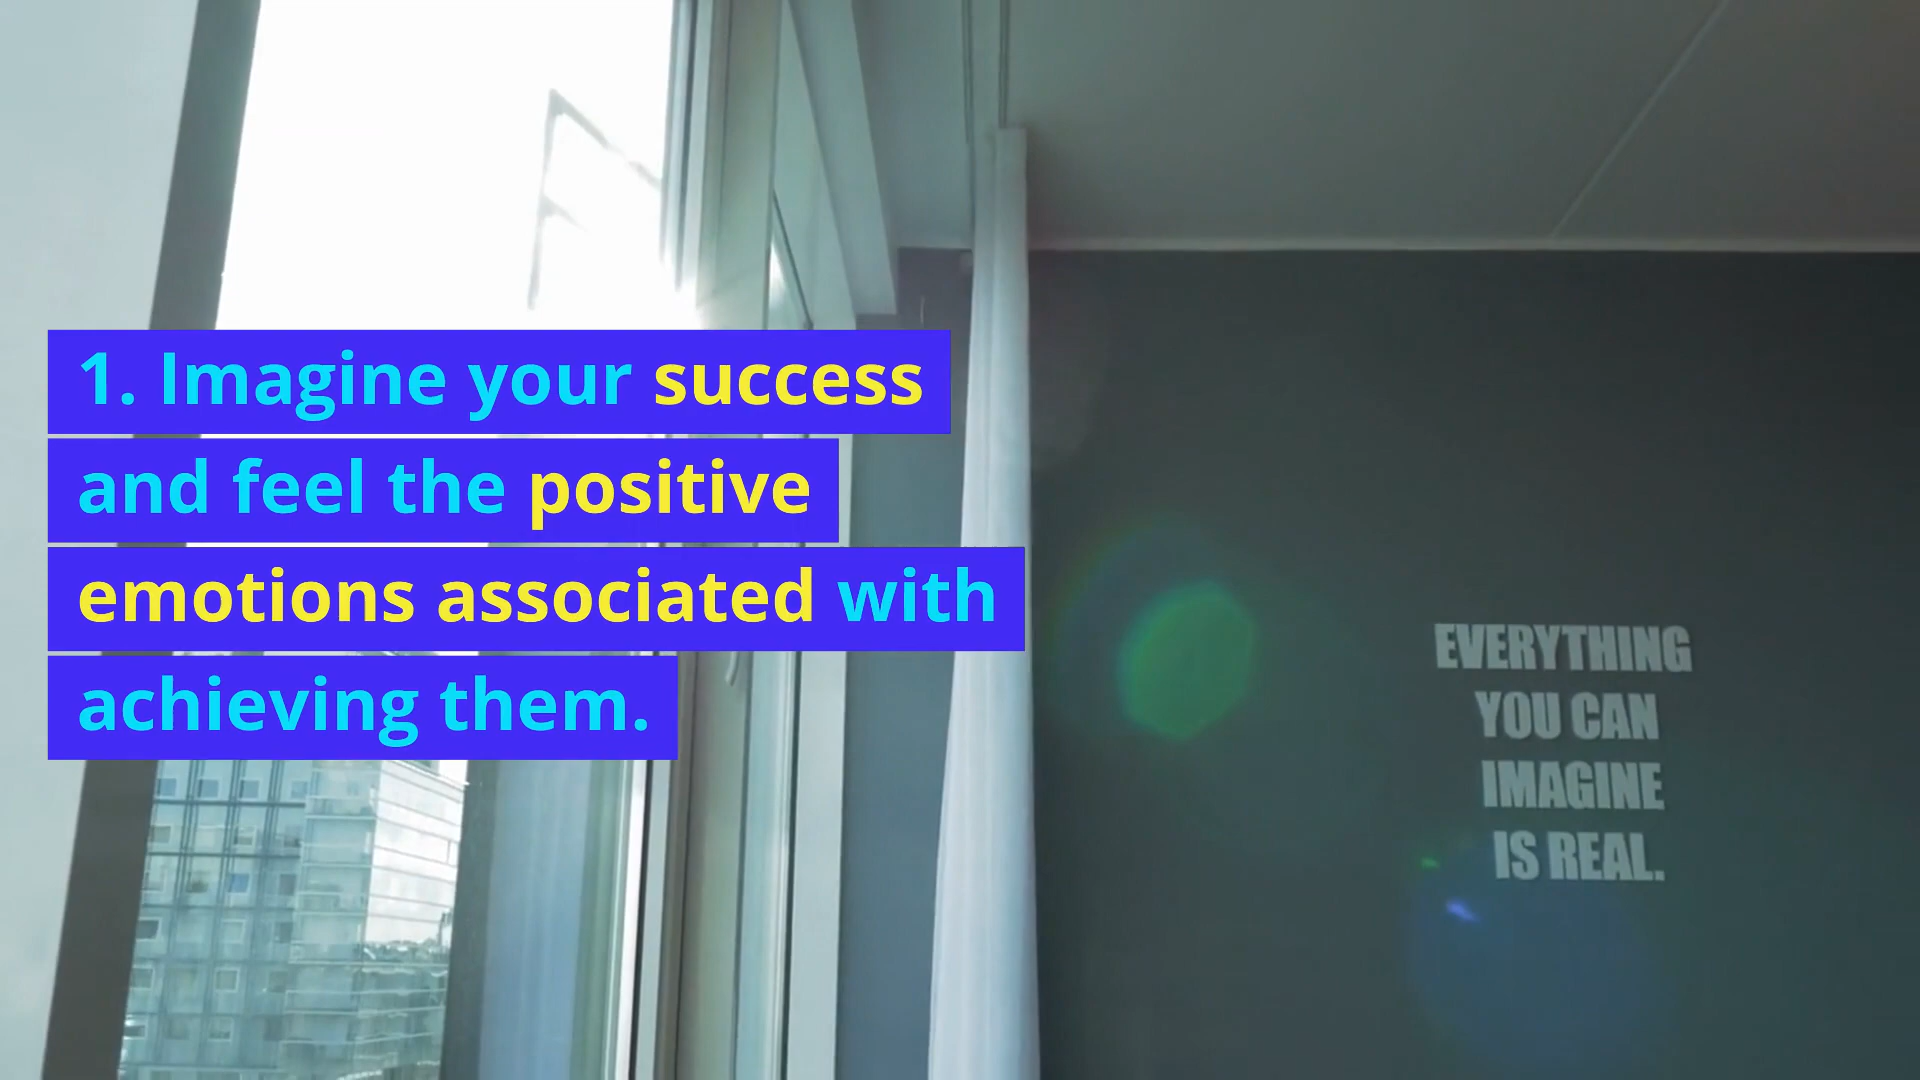 1. Imagine your success
and feel the positive
emotions associated with
achieving them.
EVERYTHING
YOU CAN
IMAGINE
IS REAL.